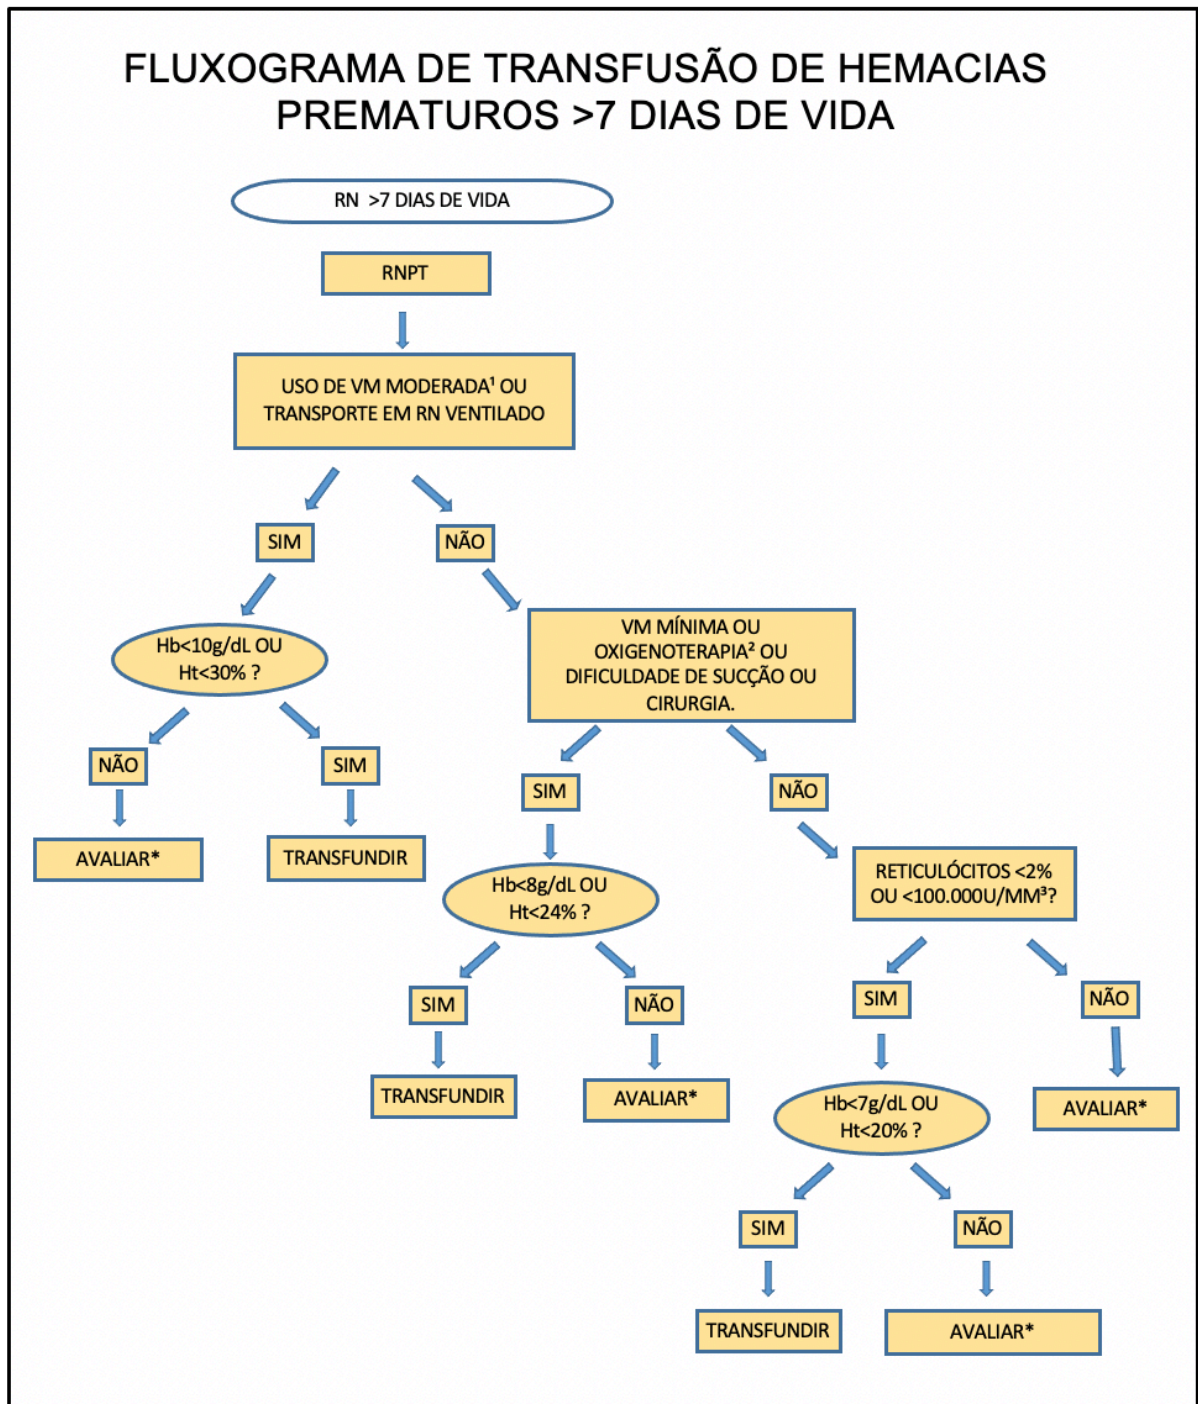 FLUXOGRAMA DE TRANSFUSÃO DE HEMACIAS
PREMATUROS >7 DIAS DE VIDA
RN >7 DIAS DE VIDA
RNPT
USO DE VM MODERADA¹ OU
TRANSPORTE EM RN VENTILADO
SIM
NÃO
Hb<10g/dL OU
Ht<30% ?
VM MÍNIMA OU
OXIGENOTERAPIA² OU
DIFICULDADE DE SUCÇÃO OU
CIRURGIA.
NÃO
SIM
SIM
NÃO
AVALIAR*
TRANSFUNDIR
Hb<8g/dL OU
Ht<24% ?
RETICULÓCITOS <2%
OU <100.000U/MM³?
SIM
NÃO
SIM
NÃO
TRANSFUNDIR
AVALIAR*
Hb<7g/dL OU
Ht<20% ?
AVALIAR*
SIM
NÃO
TRANSFUNDIR
AVALIAR*